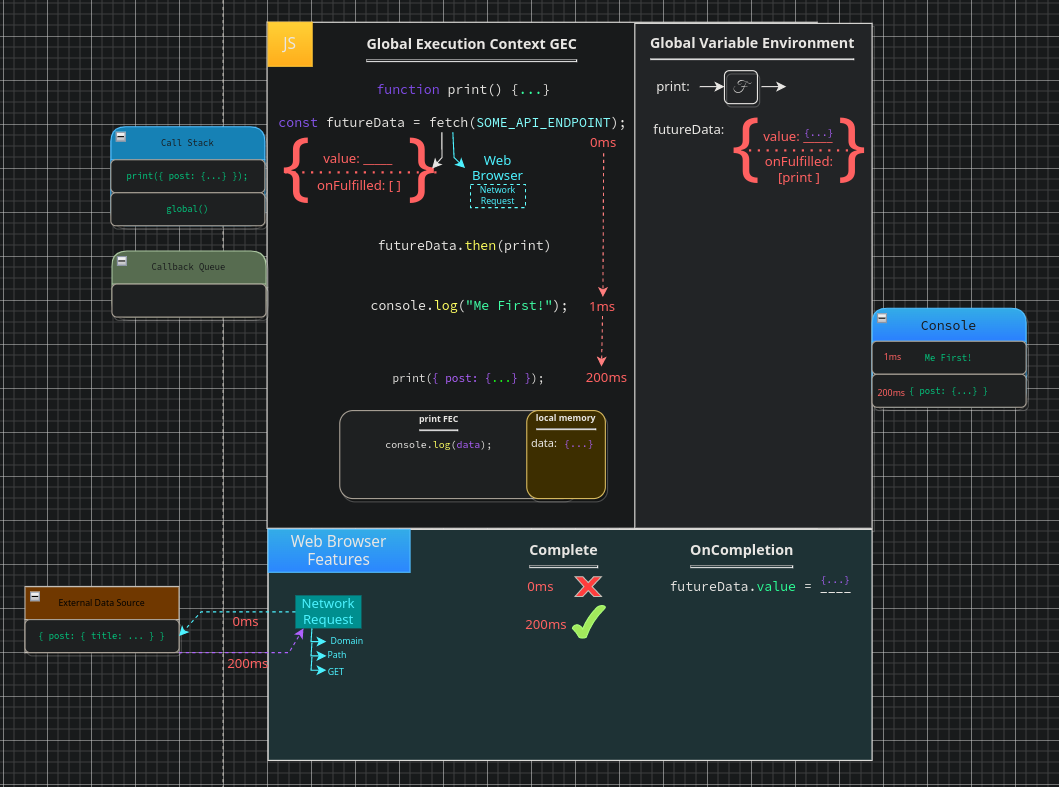 JS
Global Execution Context GEC
function print() {...}
const futureData = fetch(SOME_API_ENDPOINT);
value: ____
onFulfilled: [ ]
Web
Browser
Network
Request
0ms
futureData.then(print)
console.log("Me First!");
1ms
print({ post: {...} });
200ms
print FEC
console.log(data);
local memory
data: {...}
Global Variable Environment
print: ℱ
futureData:
value: {...}
onFulfilled:
[print ]
Call Stack
print({ post: {...} });
global()
Callback Queue
Console
1ms Me First!
200ms { post: {...} }
Web Browser
Features
Network
Request
Domain
Path
GET
0ms
200ms
External Data Source
{ post: { title: ... } }
Complete
0ms
200ms
OnCompletion
futureData.value = {...}